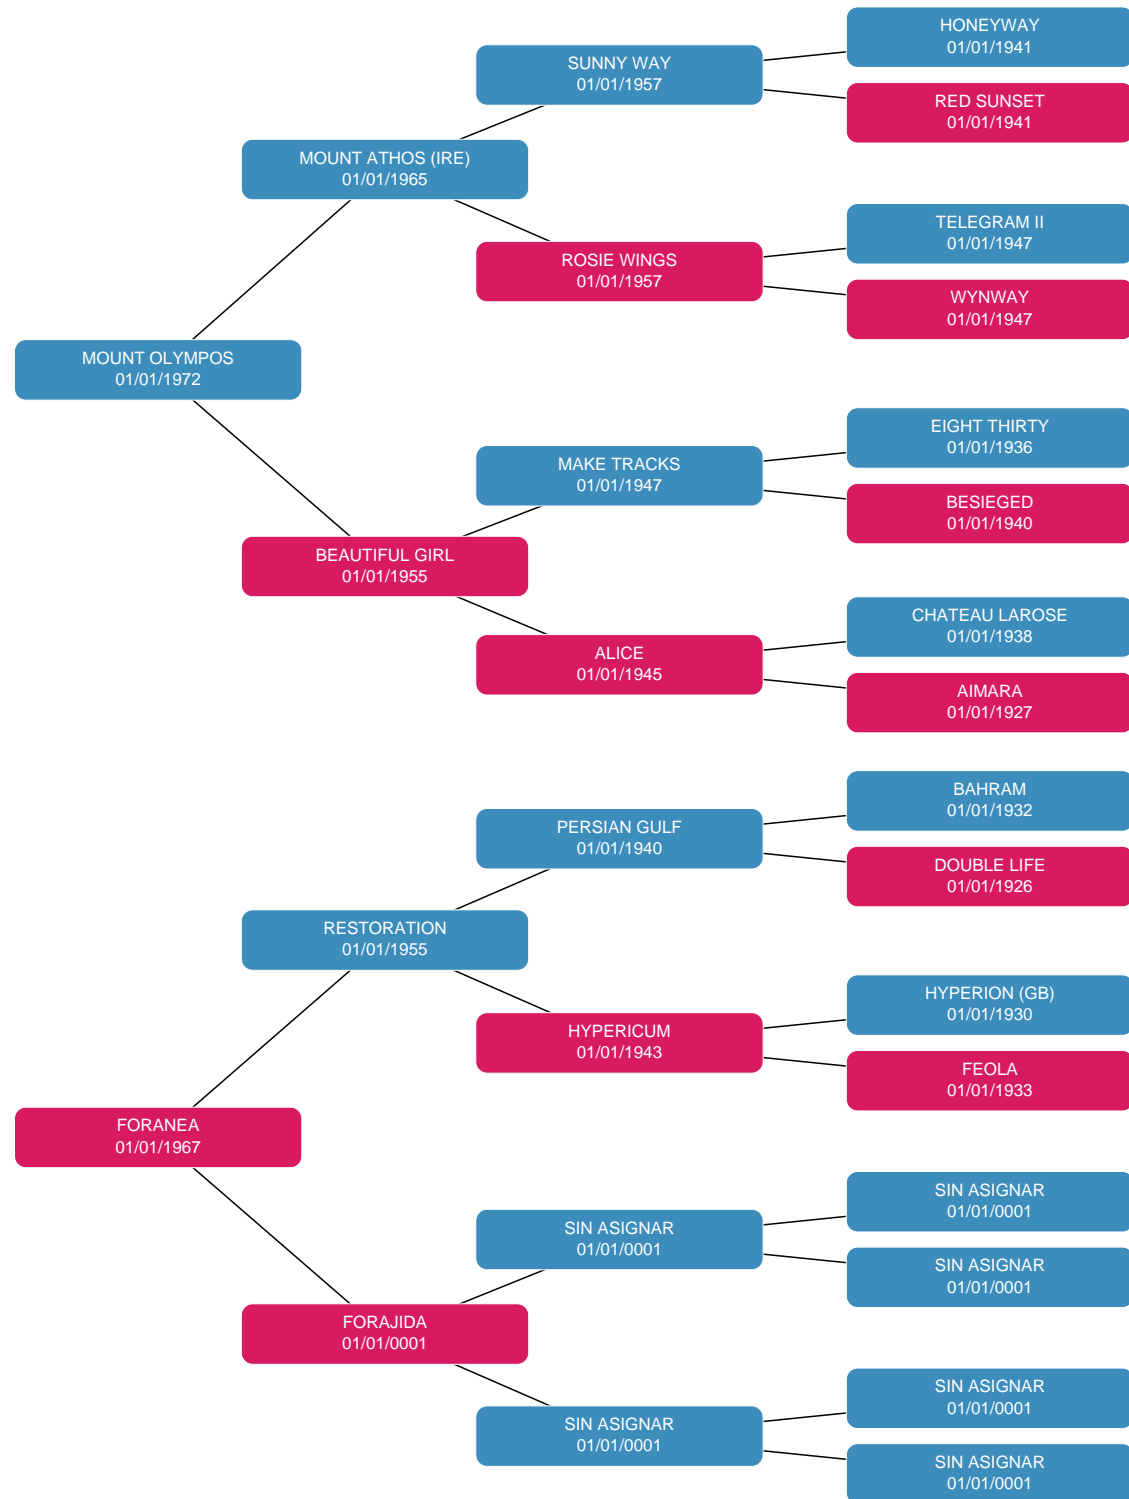 HONEYWAY
01/01/1941
SUNNY WAY
01/01/1957
RED SUNSET
01/01/1941
MOUNT ATHOS (IRE)
01/01/1965
TELEGRAM II
01/01/1947
ROSIE WINGS
01/01/1957
WYNWAY
01/01/1947
MOUNT OLYMPOS
01/01/1972
EIGHT THIRTY
01/01/1936
MAKE TRACKS
01/01/1947
BESIEGED
01/01/1940
BEAUTIFUL GIRL
01/01/1955
CHATEAU LAROSE
01/01/1938
ALICE
01/01/1945
AIMARA
01/01/1927
BAHRAM
01/01/1932
PERSIAN GULF
01/01/1940
DOUBLE LIFE
01/01/1926
RESTORATION
01/01/1955
HYPERION (GB)
01/01/1930
HYPERICUM
01/01/1943
FEOLA
01/01/1933
FORANEA
01/01/1967
SIN ASIGNAR
01/01/0001
SIN ASIGNAR
01/01/0001
SIN ASIGNAR
01/01/0001
FORAJIDA
01/01/0001
SIN ASIGNAR
01/01/0001
SIN ASIGNAR
01/01/0001
SIN ASIGNAR
01/01/0001